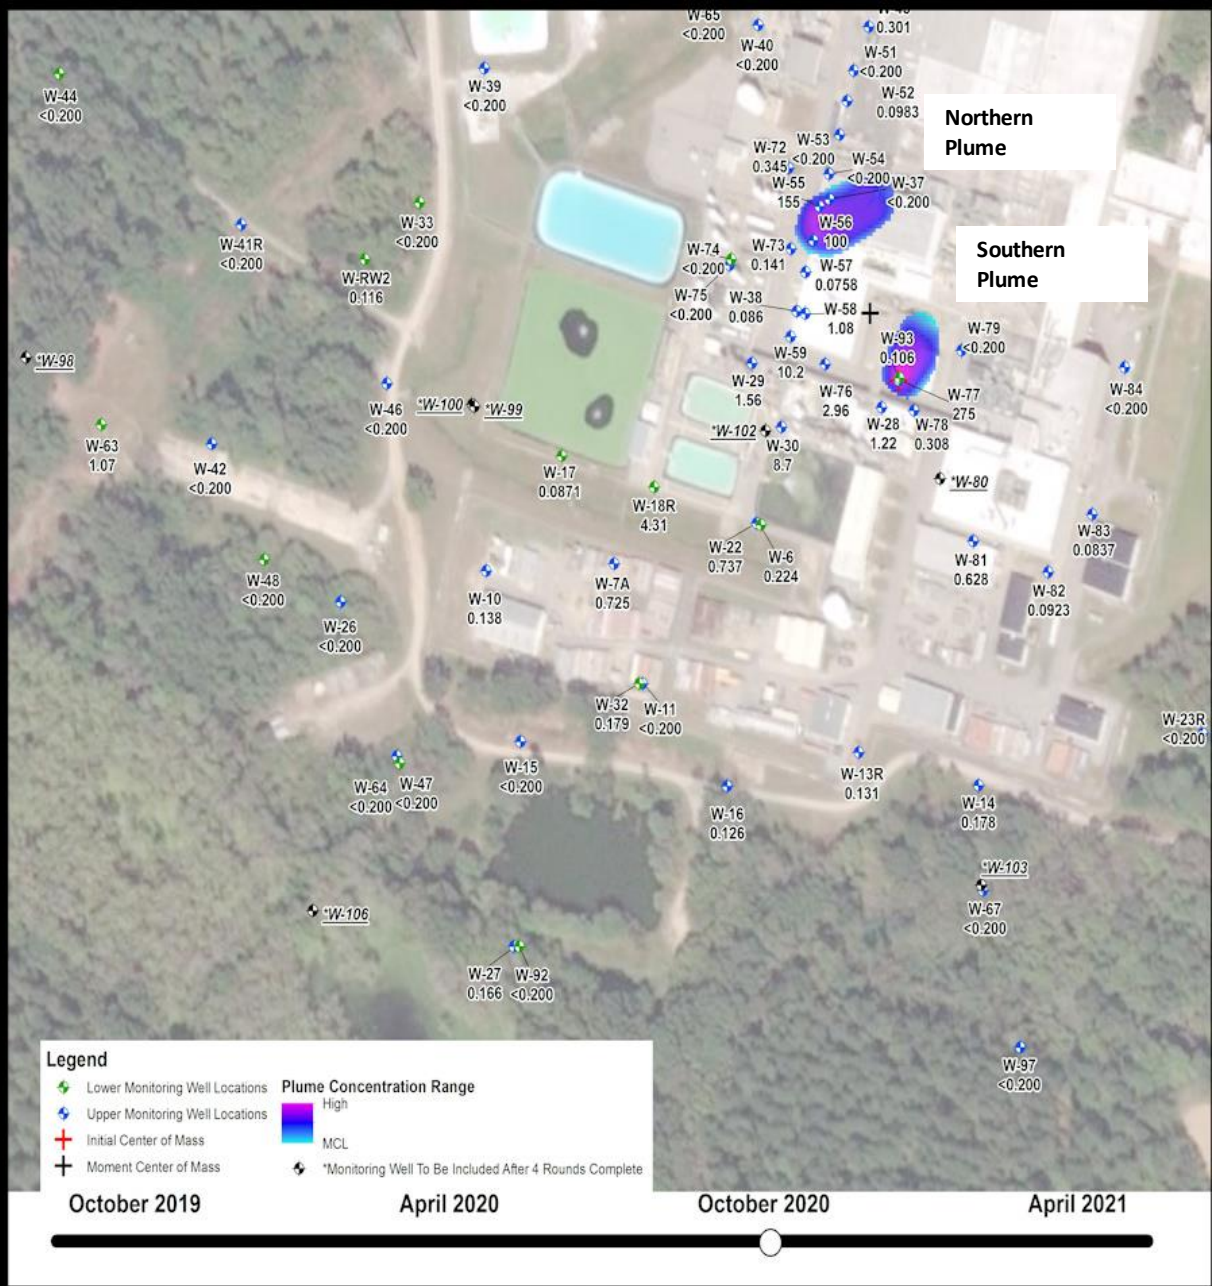 W-65
<0.200
W-40
<0.200
0.301
W-51
<0.200
W-39
<0.200
W-44
<0.200
W-52
0.0983
Northern
Plume
W-53
<0.200
W-72
0.345
W-54
<0.200
W-55
155
W-37
<0.200
W-33
<0.200
W-41R
<0.200
W-56
100
Southern
Plume
W-74
<0.200
W-73
0.141
W-RW2
0.116
W-57
0.0758
W-75
<0.200
W-38
0.086
W-58
1.08
W-79
<0.200
W-93
0.106
*W-98
W-59
10.2
W-29
1.56
W-76
2.96
W-77
275
W-84
<0.200
W-46
<0.200
*W-100
*W-99
*W-102
W-30
8.7
W-28
1.22
W-78
0.308
W-63
1.07
W-42
<0.200
W-17
0.0871
*W-80
W-18R
4.31
W-22
0.737
W-6
0.224
W-83
0.0837
W-81
0.628
W-48
<0.200
W-7A
0.725
W-10
0.138
W-82
0.0923
W-26
<0.200
W-32
0.179
W-11
<0.200
W-23R
<0.200
W-15
<0.200
W-13R
0.131
W-64
<0.200
W-47
<0.200
W-16
0.126
W-14
0.178
*W-103
W-67
<0.200
*W-106
W-27
0.166
W-92
<0.200
W-97
<0.200
Legend
Lower Monitoring Well Locations
Upper Monitoring Well Locations
Initial Center of Mass
Moment Center of Mass
Plume Concentration Range
High
MCL
*Monitoring Well To Be Included After 4 Rounds Complete
October 2019
April 2020
October 2020
April 2021